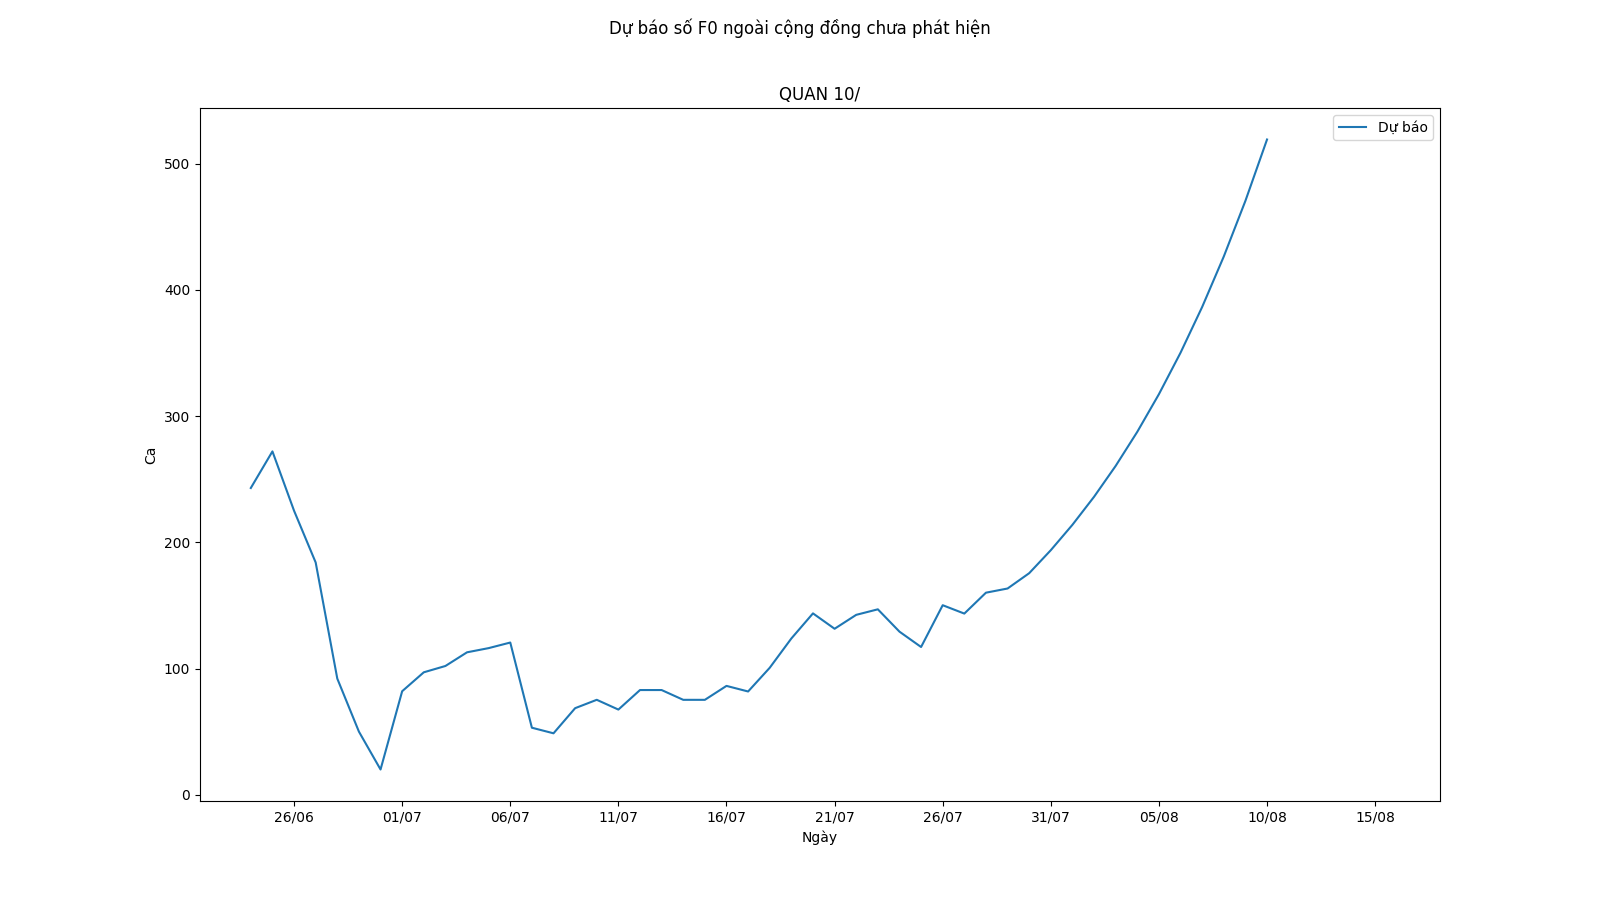 Dự báo số F0 ngoài cộng đồng chưa phát hiện
QUAN 10/
Dự báo
500
400
300
200
100
0
Ca
26/06 01/07 06/07 11/07 16/07 21/07 26/07 31/07 05/08 10/08 15/08
Ngày